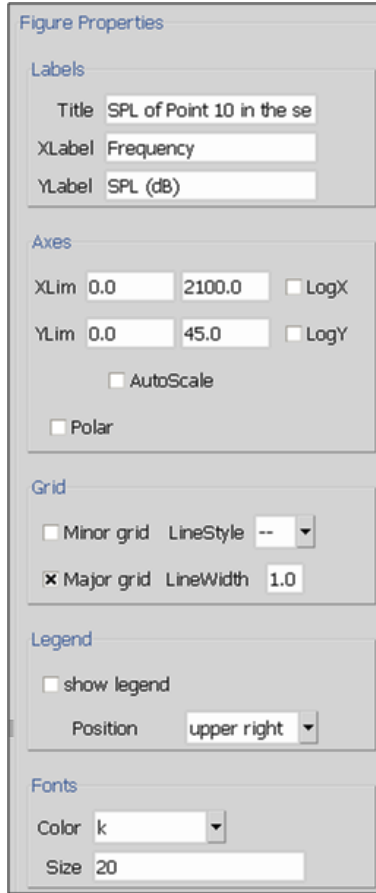 Figure Properties
Labels
Title SPL of Point 10 in the se
XLabel Frequency
YLabel SPL (dB)
Axes
XLim 0.0 2100.0 LogX
YLim 0.0 45.0 LogY
AutoScale
Polar
Grid
Minor grid LineStyle --
Major grid LineWidth 1.0
Legend
show legend
Position upper right
Fonts
Color k
Size 20